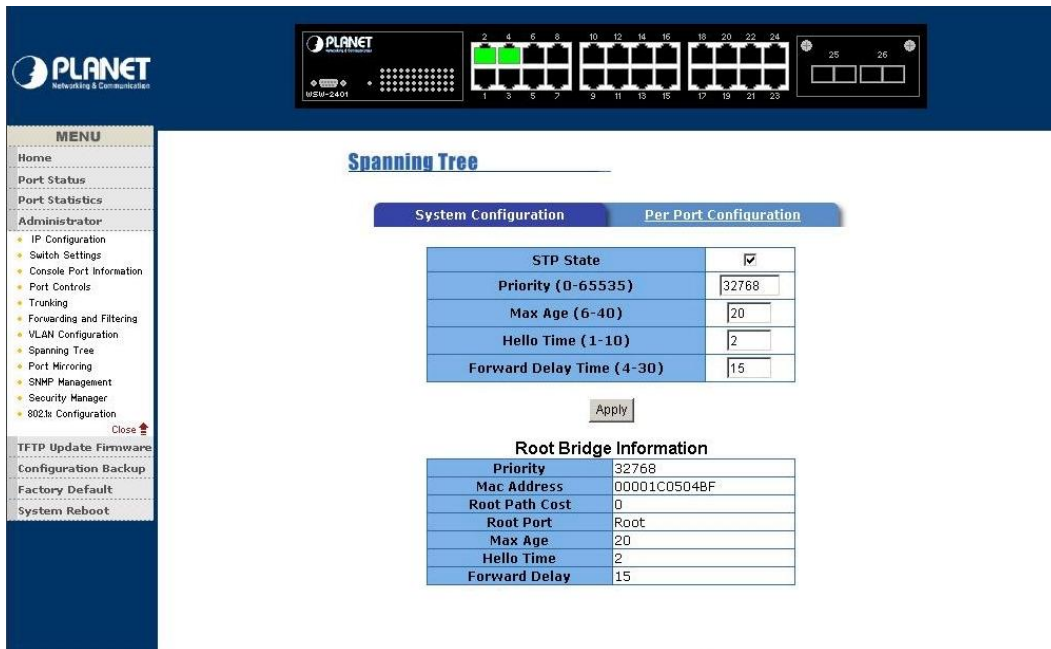 PLANET
Networking & Communication
PLANET
Networking & Communication
WSW-2401
2 4 6 8 10 12 14 16 18 20 22 24
1 3 5 7 9 11 13 15 17 19 21 23
25 26
MENU
Home
Port Status
Port Statistics
Administrator
IP Configuration
Switch Settings
Console Port Information
Port Controls
Trunking
Forwarding and Filtering
VLAN Configuration
Spanning Tree
Port Mirroring
SNMP Management
Security Manager
802.1x Configuration
Close
TFTP Update Firmware
Configuration Backup
Factory Default
System Reboot
Spanning Tree
System Configuration Per Port Configuration
STP State
Priority (0-65535) 32768
Max Age (6-40) 20
Hello Time (1-10) 2
Forward Delay Time (4-30) 15
Apply
Root Bridge Information
Priority 32768
Mac Address 00001C0504BF
Root Path Cost 0
Root Port Root
Max Age 20
Hello Time 2
Forward Delay 15